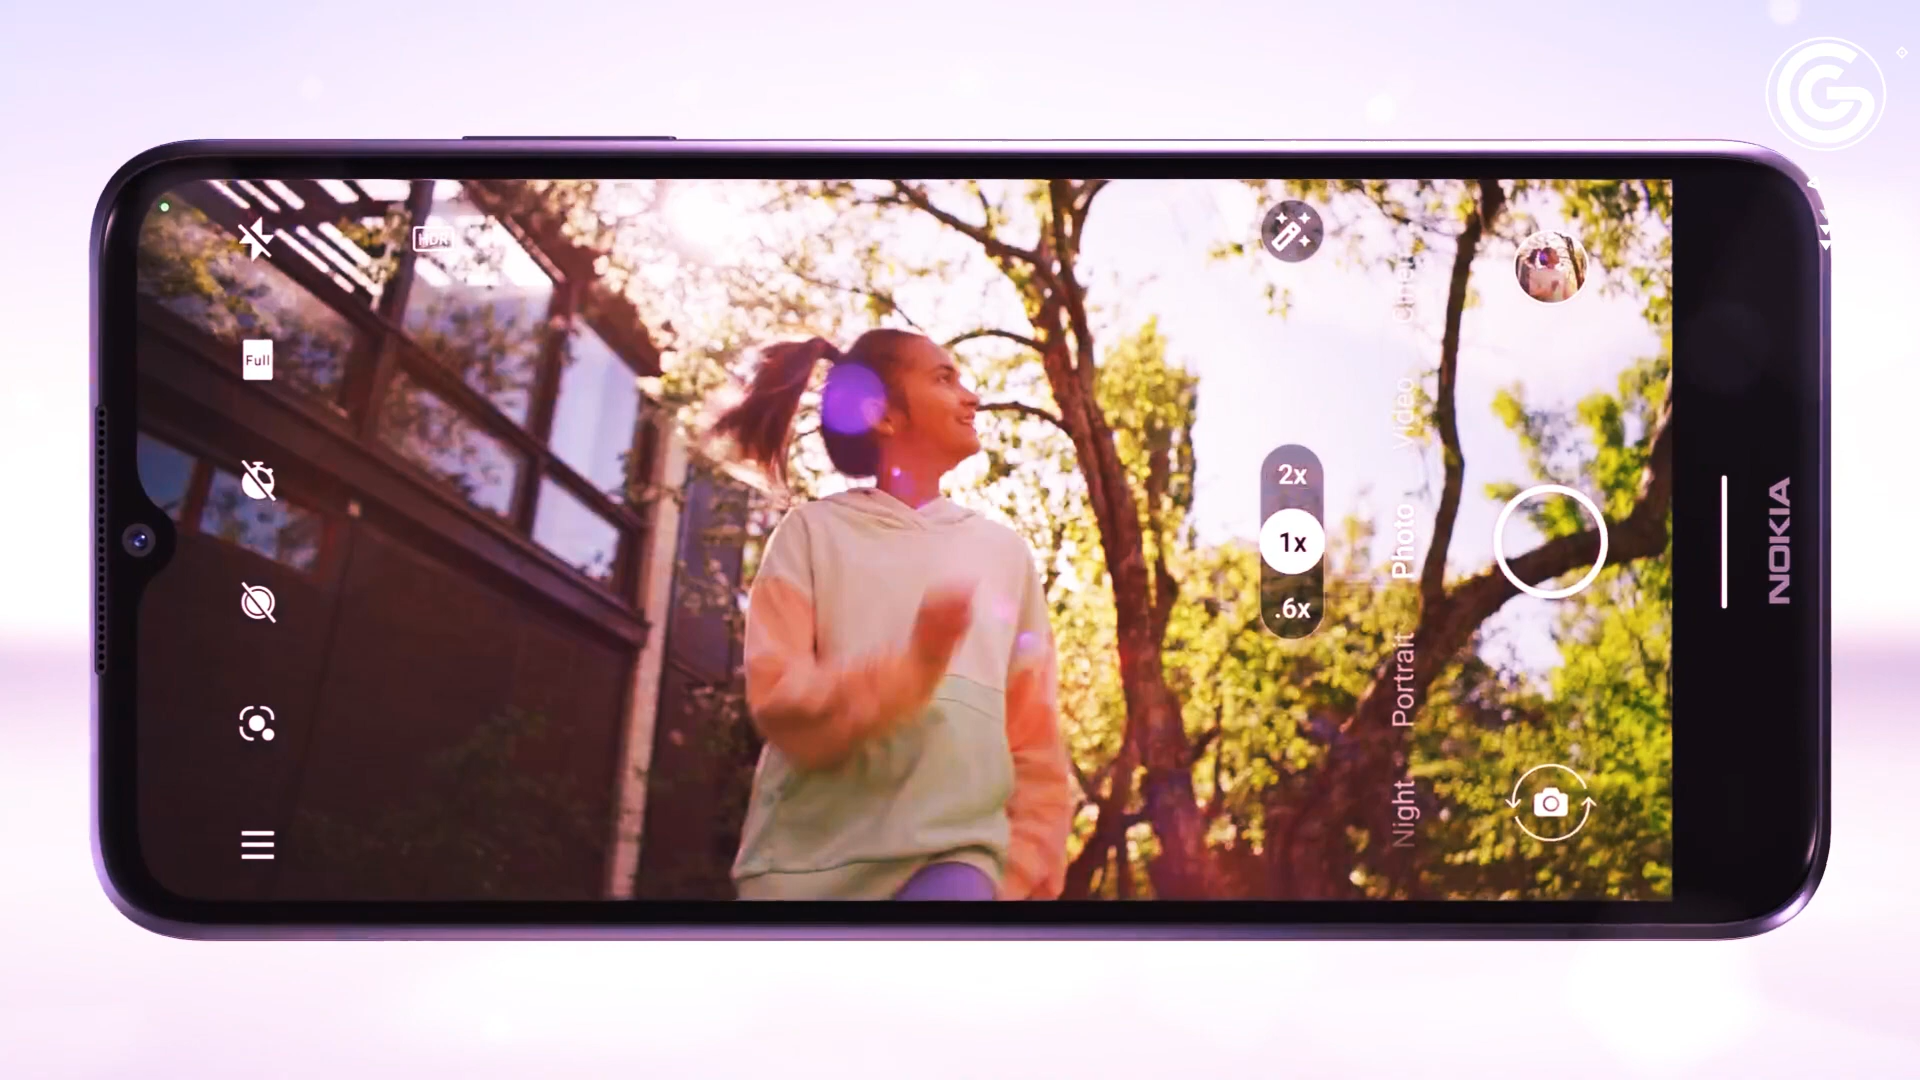 HDR
Full
2x
1x
.6x
Video
Photo
Portrait
Night
NOKIA